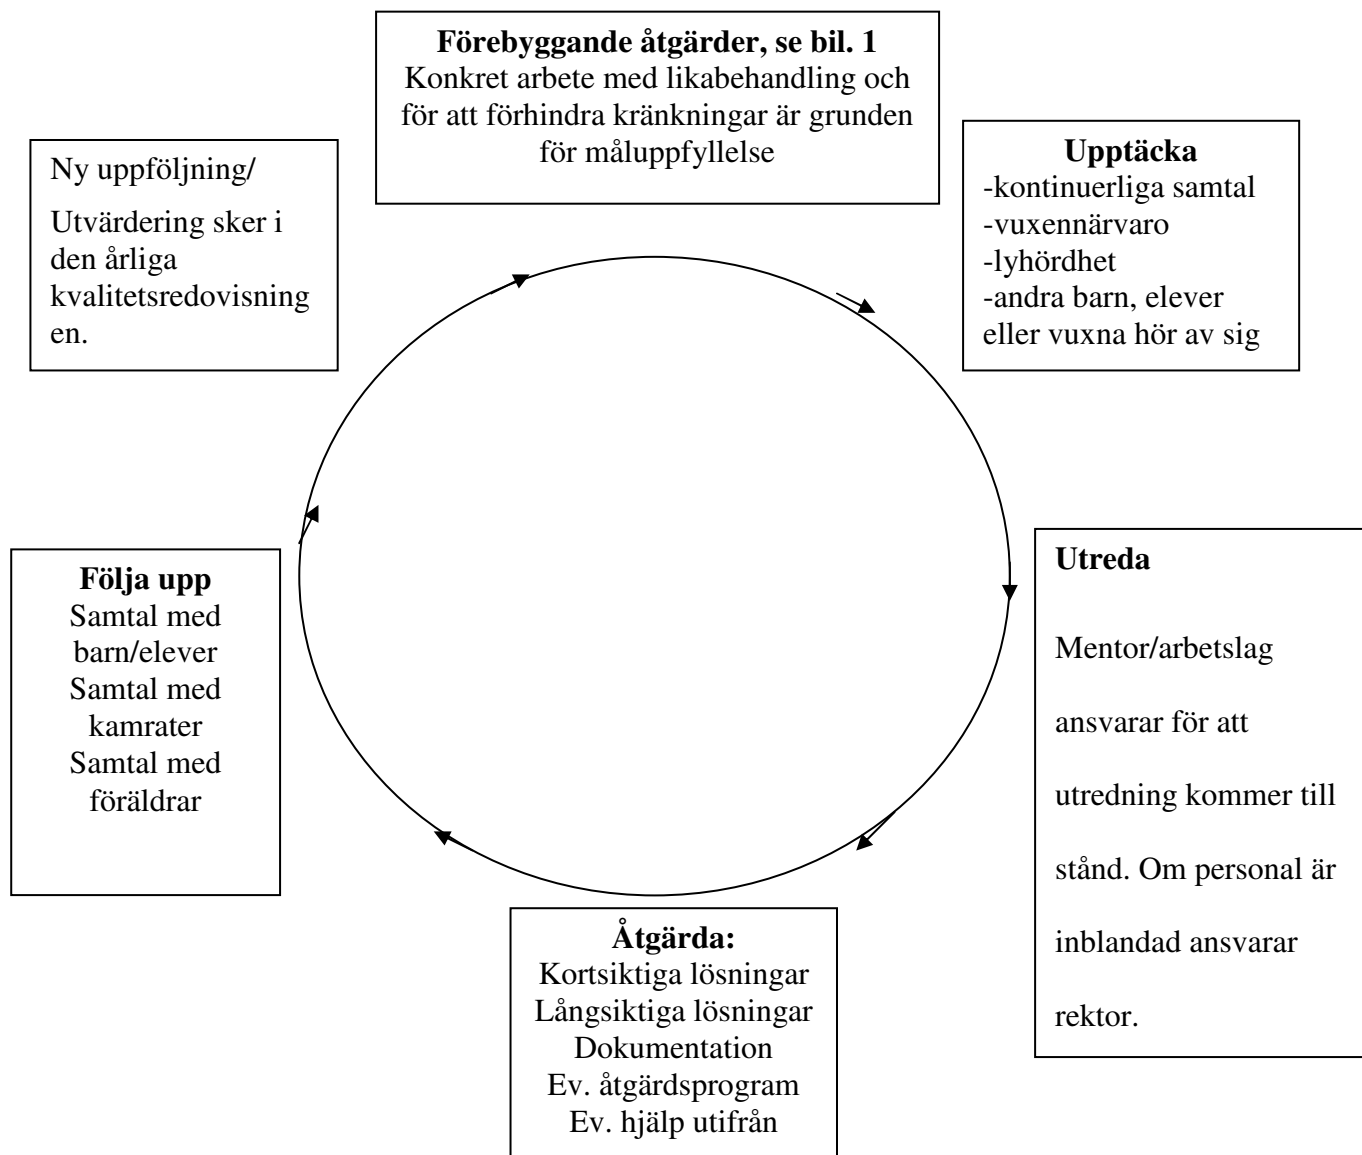 Förebyggande åtgärder, se bil. 1
Konkret arbete med likabehandling och
för att förhindra kränkningar är grunden
för måluppfyllelse
Upptäcka
-kontinuerliga samtal
-vuxennärvaro
-lyhördhet
-andra barn, elever
eller vuxna hör av sig
Utreda
Mentor/arbetslag
ansvarar för att
utredning kommer till
stånd. Om personal är
inblandad ansvarar
rektor.
Åtgärda:
Kortsiktiga lösningar
Långsiktiga lösningar
Dokumentation
Ev. åtgärdsprogram
Ev. hjälp utifrån
Följa upp
Samtal med
barn/elever
Samtal med
kamrater
Samtal med
föräldrar
Ny uppföljning/
Utvärdering sker i
den årliga
kvalitetsredovisning
en.